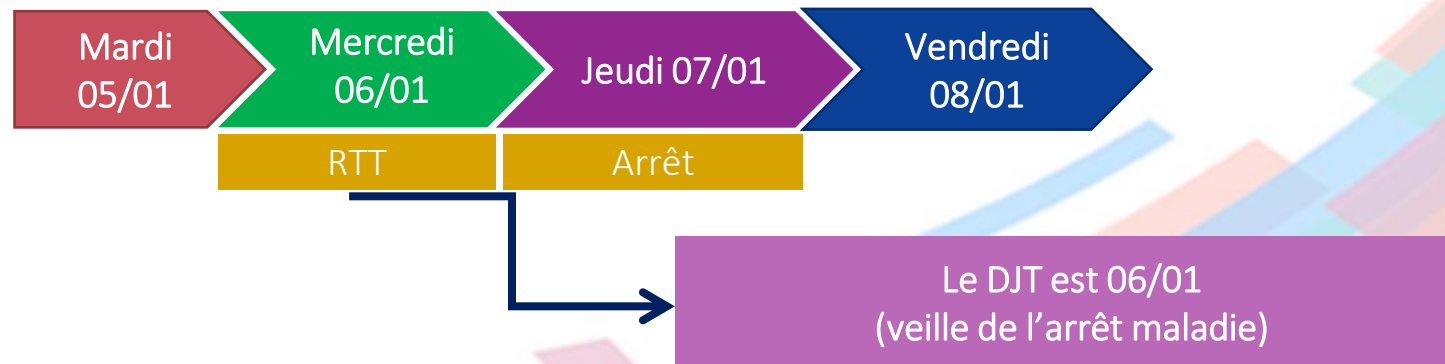 Mardi
05/01
Mercredi
06/01
Jeudi 07/01
Vendredi
08/01
RTT
Arrêt
Le DJT est 06/01
(veille de l’arrêt maladie)